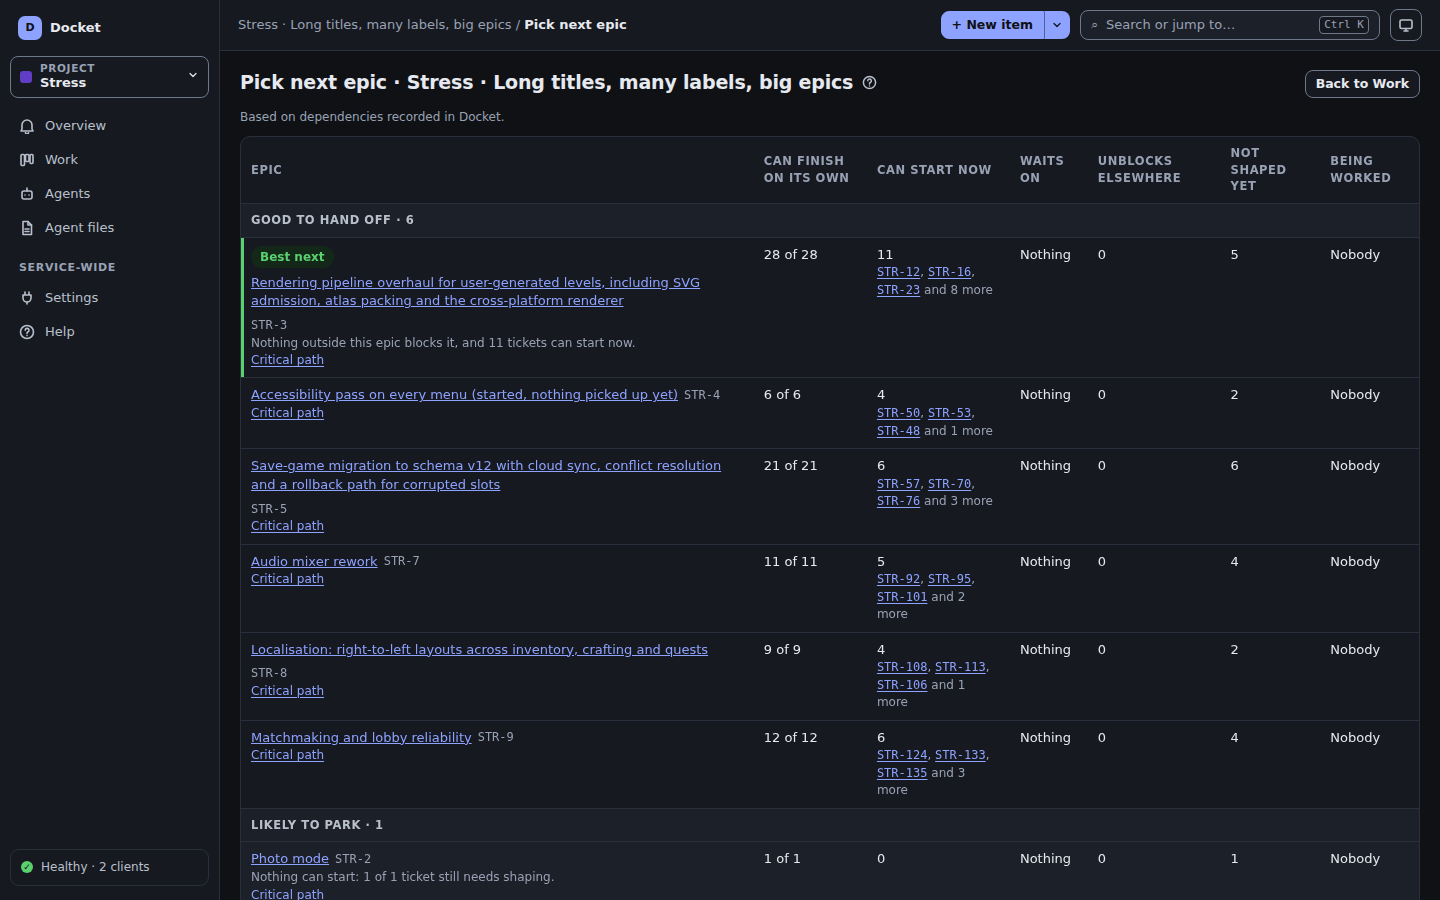 D Docket
PROJECT
Stress
Overview
Work
Agents
Agent files
SERVICE-WIDE
Settings
Help
Healthy · 2 clients
Stress · Long titles, many labels, big epics / Pick next epic
+ New item
Search or jump to...
Ctrl K
Pick next epic · Stress · Long titles, many labels, big epics
Back to Work
Based on dependencies recorded in Docket.
EPIC
CAN FINISH
ON ITS OWN
CAN START NOW
WAITS
ON
UNBLOCKS
ELSEWHERE
NOT
SHAPED
YET
BEING
WORKED
GOOD TO HAND OFF · 6
Best next
Rendering pipeline overhaul for user-generated levels, including SVG
admission, atlas packing and the cross-platform renderer
STR-3
Nothing outside this epic blocks it, and 11 tickets can start now.
Critical path
28 of 28
11
STR-12, STR-16,
STR-23 and 8 more
Nothing
0
5
Nobody
Accessibility pass on every menu (started, nothing picked up yet) STR-4
Critical path
6 of 6
4
STR-50, STR-53,
STR-48 and 1 more
Nothing
0
2
Nobody
Save-game migration to schema v12 with cloud sync, conflict resolution
and a rollback path for corrupted slots
STR-5
Critical path
21 of 21
6
STR-57, STR-70,
STR-76 and 3 more
Nothing
0
6
Nobody
Audio mixer rework STR-7
Critical path
11 of 11
5
STR-92, STR-95,
STR-101 and 2
more
Nothing
0
4
Nobody
Localisation: right-to-left layouts across inventory, crafting and quests
STR-8
Critical path
9 of 9
4
STR-108, STR-113,
STR-106 and 1
more
Nothing
0
2
Nobody
Matchmaking and lobby reliability STR-9
Critical path
12 of 12
6
STR-124, STR-133,
STR-135 and 3
more
Nothing
0
4
Nobody
LIKELY TO PARK · 1
Photo mode STR-2
Nothing can start: 1 of 1 ticket still needs shaping.
Critical path
1 of 1
0
Nothing
0
1
Nobody